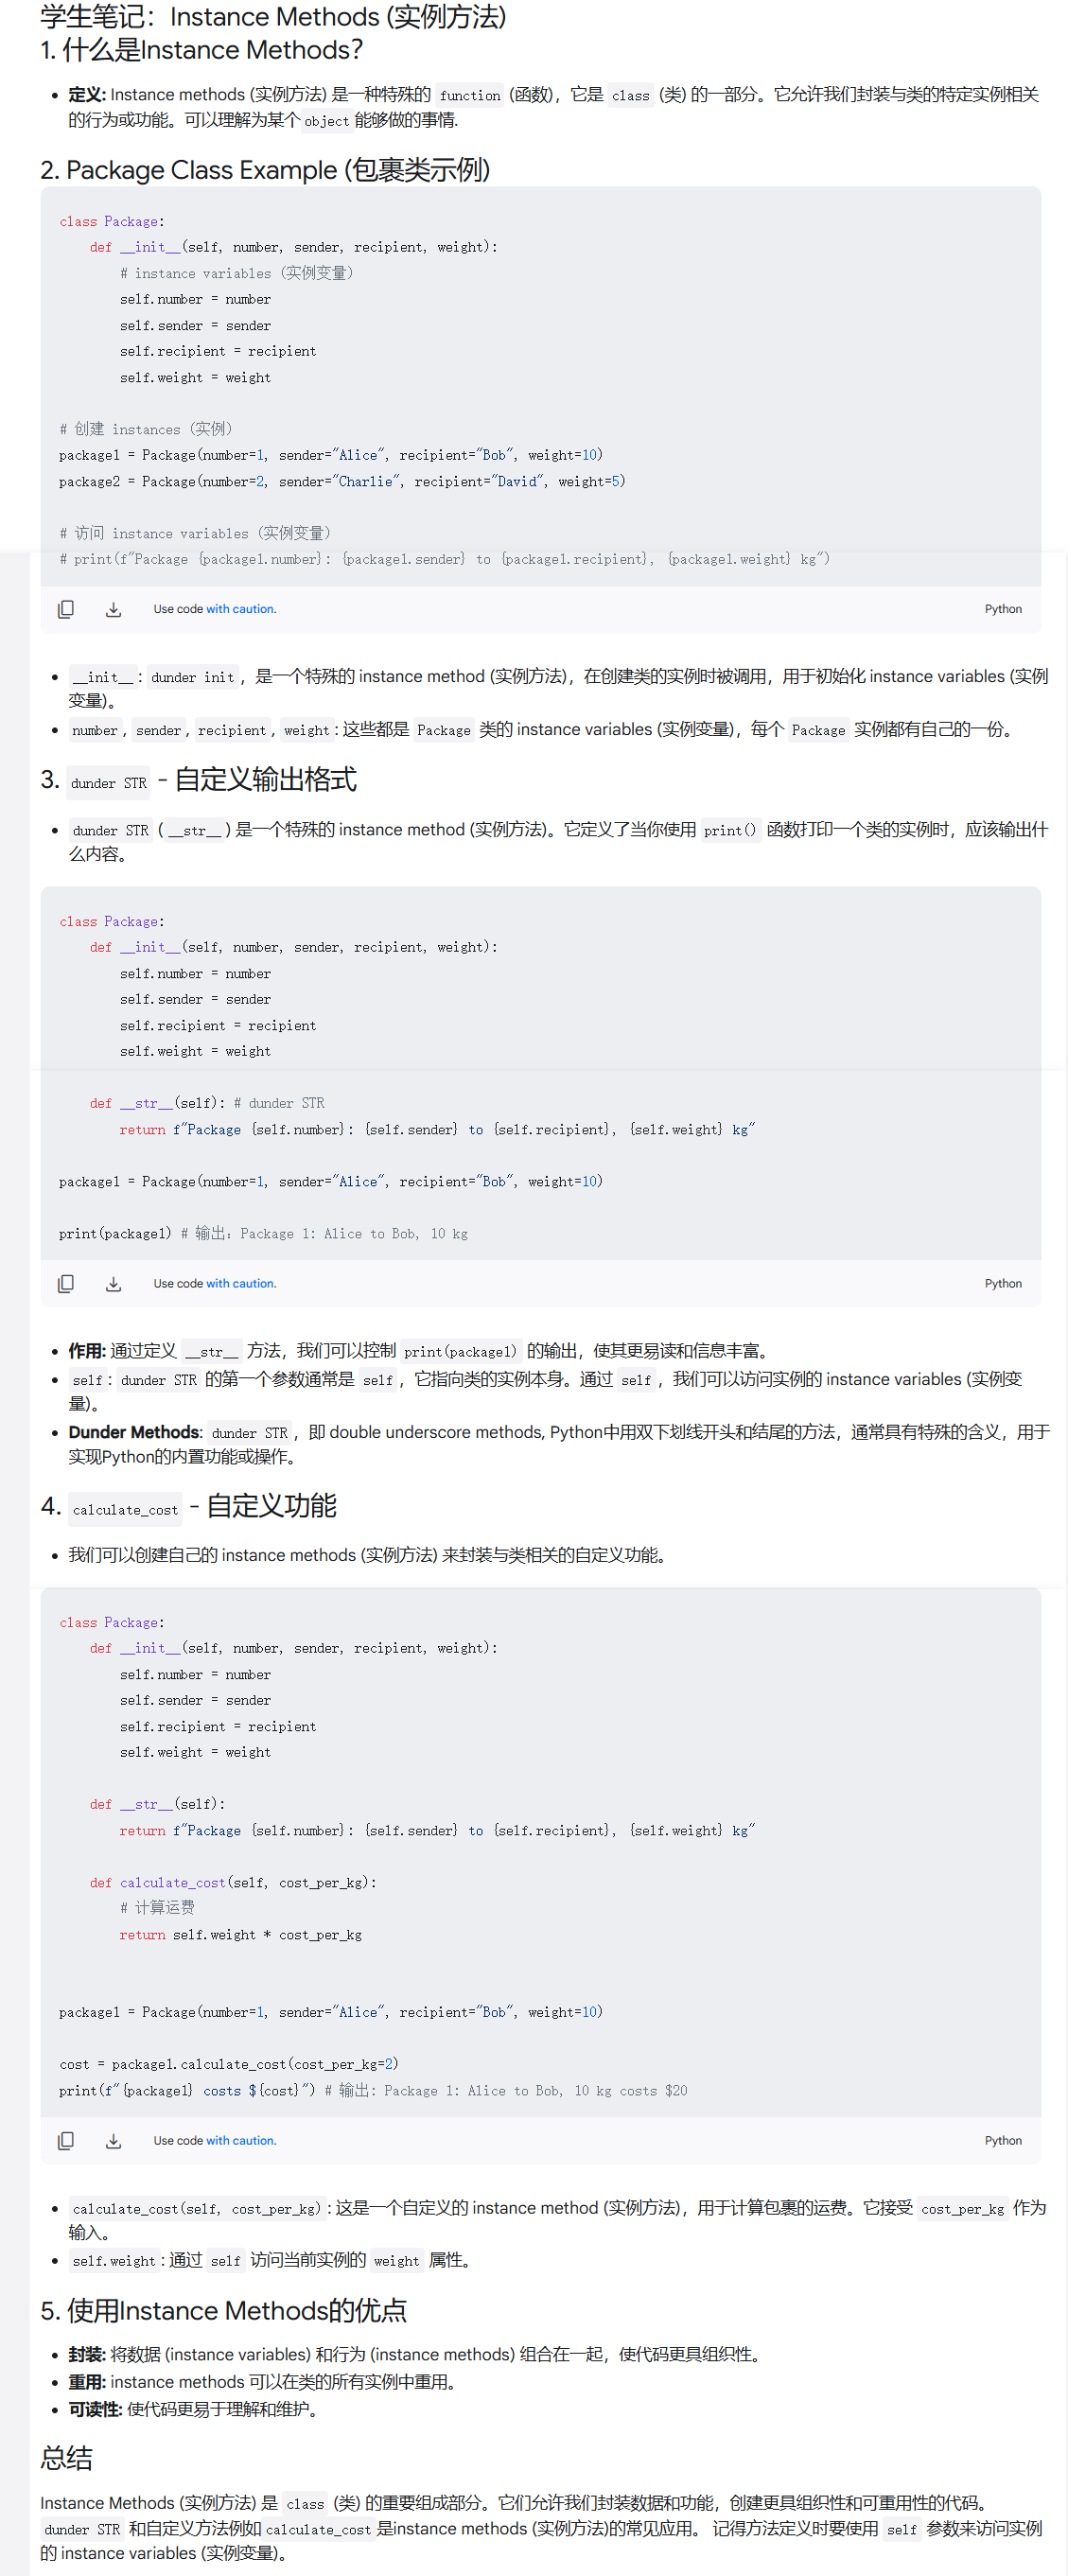 学生笔记：Instance Methods (实例方法)
1. 什么是Instance Methods？
定义: Instance methods (实例方法) 是一种特殊的 function (函数)，它是 class (类) 的一部分。它允许我们封装与类的特定实例相关
的行为或功能。可以理解为某个object能够做的事情.
2. Package Class Example (包裹类示例)
class Package:
    def __init__(self, number, sender, recipient, weight):
        # instance variables (实例变量)
        self.number = number
        self.sender = sender
        self.recipient = recipient
        self.weight = weight
# 创建 instances (实例)
package1 = Package(number=1, sender="Alice", recipient="Bob", weight=10)
package2 = Package(number=2, sender="Charlie", recipient="David", weight=5)
# 访问 instance variables (实例变量)
# print(f"Package {package1.number}: {package1.sender} to {package1.recipient}, {package1.weight} kg")
Use code with caution. Python
__init__: dunder init，是一个特殊的 instance method (实例方法)，在创建类的实例时被调用，用于初始化 instance variables (实例
变量)。
number, sender, recipient, weight: 这些都是 Package 类的 instance variables (实例变量)，每个 Package 实例都有自己的一份。
3. dunder STR - 自定义输出格式
dunder STR (__str__) 是一个特殊的 instance method (实例方法)。它定义了当你使用 print() 函数打印一个类的实例时，应该输出什
么内容。
class Package:
    def __init__(self, number, sender, recipient, weight):
        self.number = number
        self.sender = sender
        self.recipient = recipient
        self.weight = weight
    def __str__(self): # dunder STR
        return f"Package {self.number}: {self.sender} to {self.recipient}, {self.weight} kg"
package1 = Package(number=1, sender="Alice", recipient="Bob", weight=10)
print(package1) # 输出：Package 1: Alice to Bob, 10 kg
Use code with caution. Python
作用: 通过定义 __str__ 方法，我们可以控制 print(package1) 的输出，使其更易读和信息丰富。
self: dunder STR 的第一个参数通常是 self，它指向类的实例本身。通过 self，我们可以访问实例的 instance variables (实例变
量)。
Dunder Methods: dunder STR，即 double underscore methods, Python中用双下划线开头和结尾的方法，通常具有特殊的含义，用于
实现Python的内置功能或操作。
4. calculate_cost - 自定义功能
我们可以创建自己的 instance methods (实例方法) 来封装与类相关的自定义功能。
class Package:
    def __init__(self, number, sender, recipient, weight):
        self.number = number
        self.sender = sender
        self.recipient = recipient
        self.weight = weight
    def __str__(self):
        return f"Package {self.number}: {self.sender} to {self.recipient}, {self.weight} kg"
    def calculate_cost(self, cost_per_kg):
        # 计算运费
        return self.weight * cost_per_kg
package1 = Package(number=1, sender="Alice", recipient="Bob", weight=10)
cost = package1.calculate_cost(cost_per_kg=2)
print(f"{package1} costs ${cost}") # 输出: Package 1: Alice to Bob, 10 kg costs $20
Use code with caution. Python
calculate_cost(self, cost_per_kg): 这是一个自定义的 instance method (实例方法)，用于计算包裹的运费。它接受 cost_per_kg 作为
输入。
self.weight: 通过 self 访问当前实例的 weight 属性。
5. 使用Instance Methods的优点
封装: 将数据 (instance variables) 和行为 (instance methods) 组合在一起，使代码更具组织性。
重用: instance methods 可以在类的所有实例中重用。
可读性: 使代码更易于理解和维护。
总结
Instance Methods (实例方法) 是 class (类) 的重要组成部分。它们允许我们封装数据和功能，创建更具组织性和可重用性的代码。
dunder STR 和自定义方法例如calculate_cost是instance methods (实例方法)的常见应用。 记得方法定义时要使用 self 参数来访问实例
的 instance variables (实例变量)。